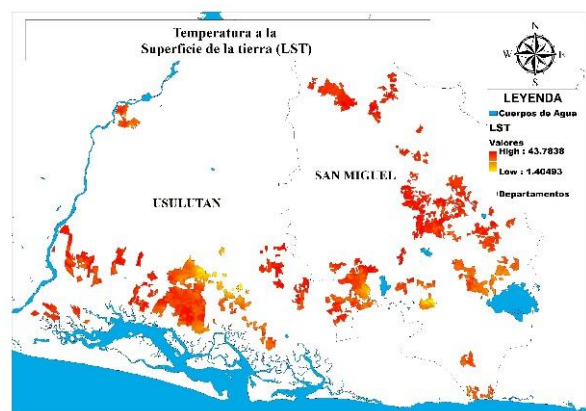 Temperatura a la
Superficie de la tierra (LST)
N
W E
S
LEYENDA
Cuerpos de Agua
LST
Valores
High : 43.7838
Low : 1.40493
Departamentos
SAN MIGUEL
USULUTAN